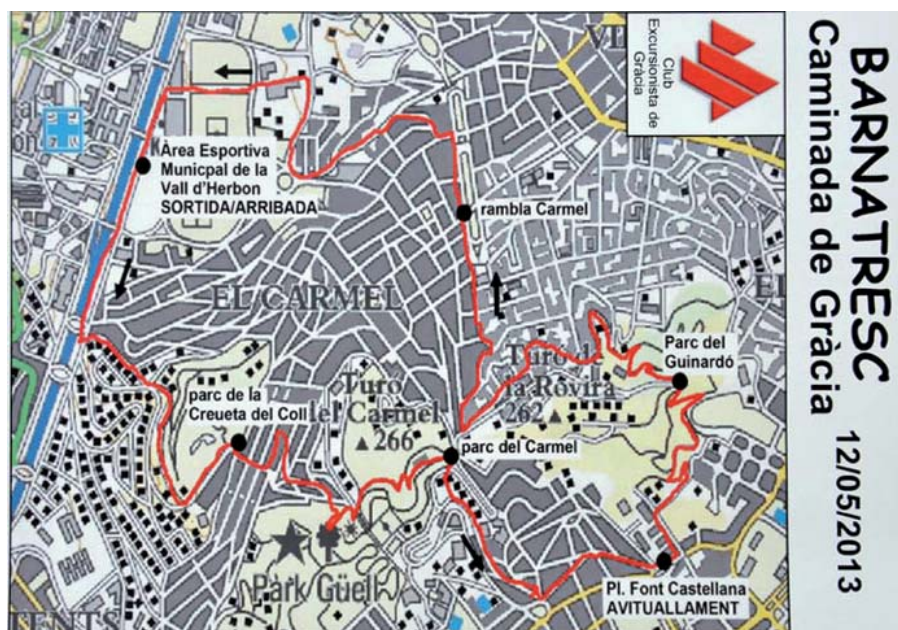 BARNATRESC
Caminada de Gràcia 12/05/2013
Club
Excursionista de
Gràcia
Àrea Esportiva
Municpal de la
Vall d'Herbon
SORTIDA/ARRIBADA
rambla Carmel
EL CARMEL
Parc del
Guinardó
parc de la
Creueta del Coll
Turo
del Carmel
▲266
Turó de
la Rovira
262▲
parc del Carmel
Park Güell
Pl. Font Castellana
AVITUALLAMENT